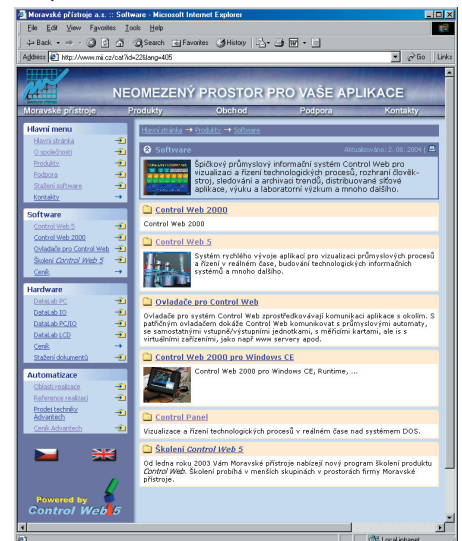 Moravské přístroje a.s. :: Software - Microsoft Internet Explorer
File Edit View Favorites Tools Help
Back Search Favorites History
Address http://www.mii.cz/cat?id=22&lang=405 Go Links
NEOMEZENÝ PROSTOR PRO VAŠE APLIKACE
Moravské přístroje Produkty Obchod Podpora Kontakty
Hlavní menu
Hlavní stránka
O společnosti
Produkty
Podpora
Stažení software
Kontakty
Software
Control Web 5
Control Web 2000
Ovladače pro Control Web
Školení Control Web 5
Ceník
Hardware
DataLab PC
DataLab IO
DataLab PC/IO
DataLab LCD
Ceník
Stažení dokumentů
Automatizace
Oblasti realizace
Reference realizací
Prodej techniky
Advantech
Ceník Advantech
Powered by
Control Web 5
Hlavní stránka → Produkty → Software
Software Aktualizováno: 2. 08. 2004
Špičkový průmyslový informační systém Control Web pro
vizualizaci a řízení technologických procesů, rozhraní člověk-
stroj, sledování a archivaci trendů, distribuované síťové
aplikace, výuku a laboratorní výzkum a mnoho dalšího.
Control Web 2000
Control Web 2000
Control Web 5
Systém rychlého vývoje aplikací pro vizualizaci průmyslových procesů
a řízení v reálném čase, budování technologických informačních
systémů a mnoho dalšího.
Ovladače pro Control Web
Ovladače pro systém Control Web zprostředkovávají komunikaci aplikace s okolím. S
patřičným ovladačem dokáže Control Web komunikovat s průmyslovými automaty,
se samostatnými vstupně/výstupními jednotkami, s měřicími kartami, ale is s
virtuálními zařízeními, jako např www servery apod.
Control Web 2000 pro Windows CE
Control Web 2000 pro Windows CE, Runtime, ...
Control Panel
Vizualizace a řízení technologických procesů v reálném čase nad systémem DOS.
Školení Control Web 5
Od ledna roku 2003 Vám Moravské přístroje nabízejí nový program školení produktu
Control Web. Školení probíhá v menších skupinách v prostorách firmy Moravské
přístroje.
Local intranet